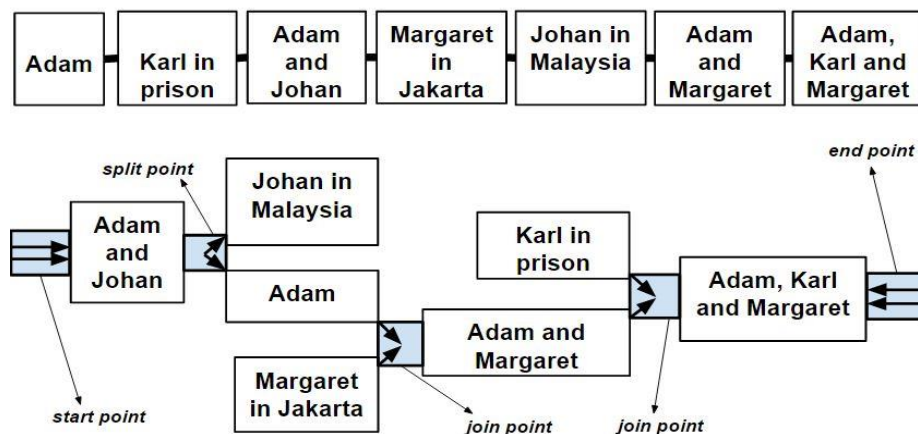 Adam
Karl in
prison
Adam
and
Johan
Margaret
in
Jakarta
Johan in
Malaysia
Adam
and
Margaret
Adam,
Karl and
Margaret
split point
end point
Johan in
Malaysia
Adam
and
Johan
Karl in
prison
Adam, Karl
and Margaret
Adam
Adam and
Margaret
Margaret
in Jakarta
start point
join point
join point